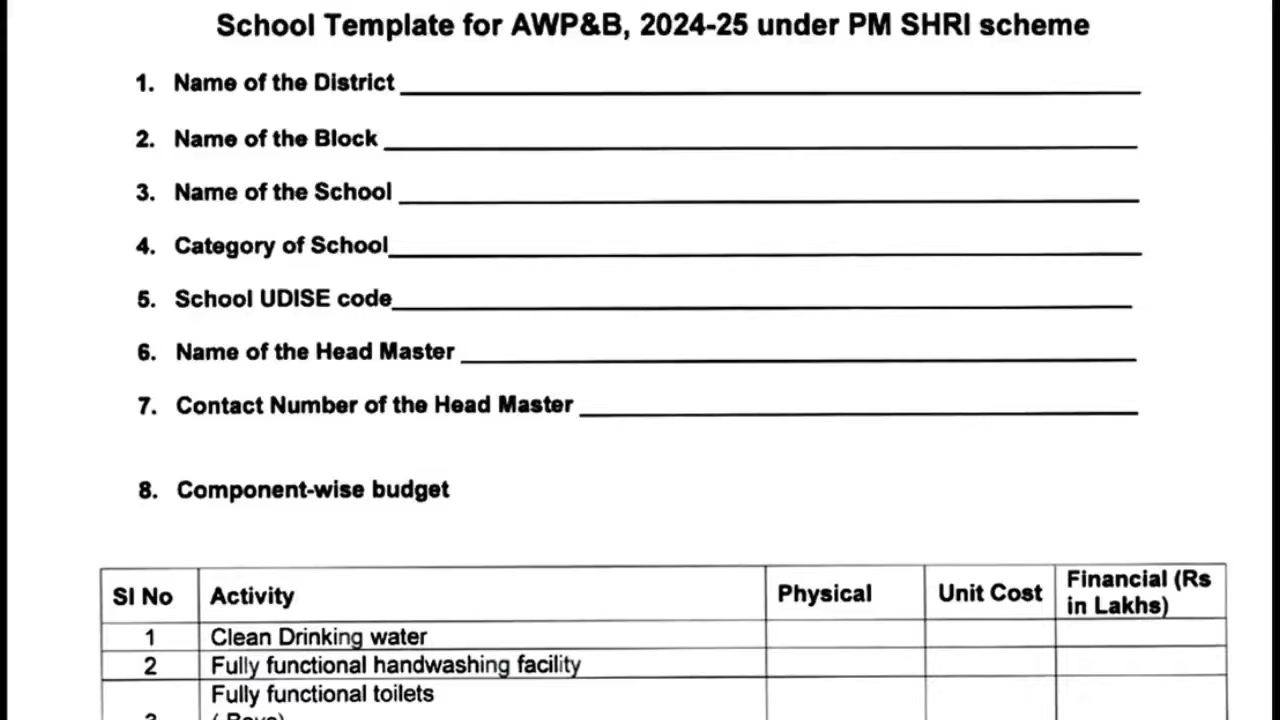 School Template for AWP&B, 2024-25 under PM SHRI scheme
1. Name of the District
2. Name of the Block
3. Name of the School
4. Category of School
5. School UDISE code
6. Name of the Head Master
7. Contact Number of the Head Master
8. Component-wise budget
SI No Activity Physical Unit Cost Financial (Rs in Lakhs)
1 Clean Drinking water
2 Fully functional handwashing facility
3 Fully functional toilets
( Boys)